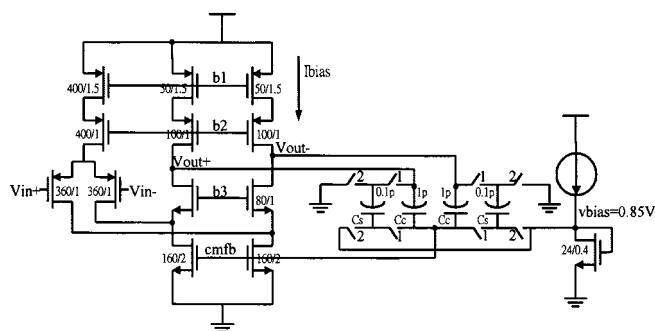 400/1.5
50/1.5
b1
50/1.5
Ibias
400/1
100/1
b2
100/1
Vout+
Vout-
Vin+
360/1
360/1
Vin-
b3
80/1
cmfb
160/2
160/2
2
1
1
2
0.1p
1p
1p
0.1p
Cs
Cc
Cc
Cs
2
1
1
2
vbias=0.85V
24/0.4